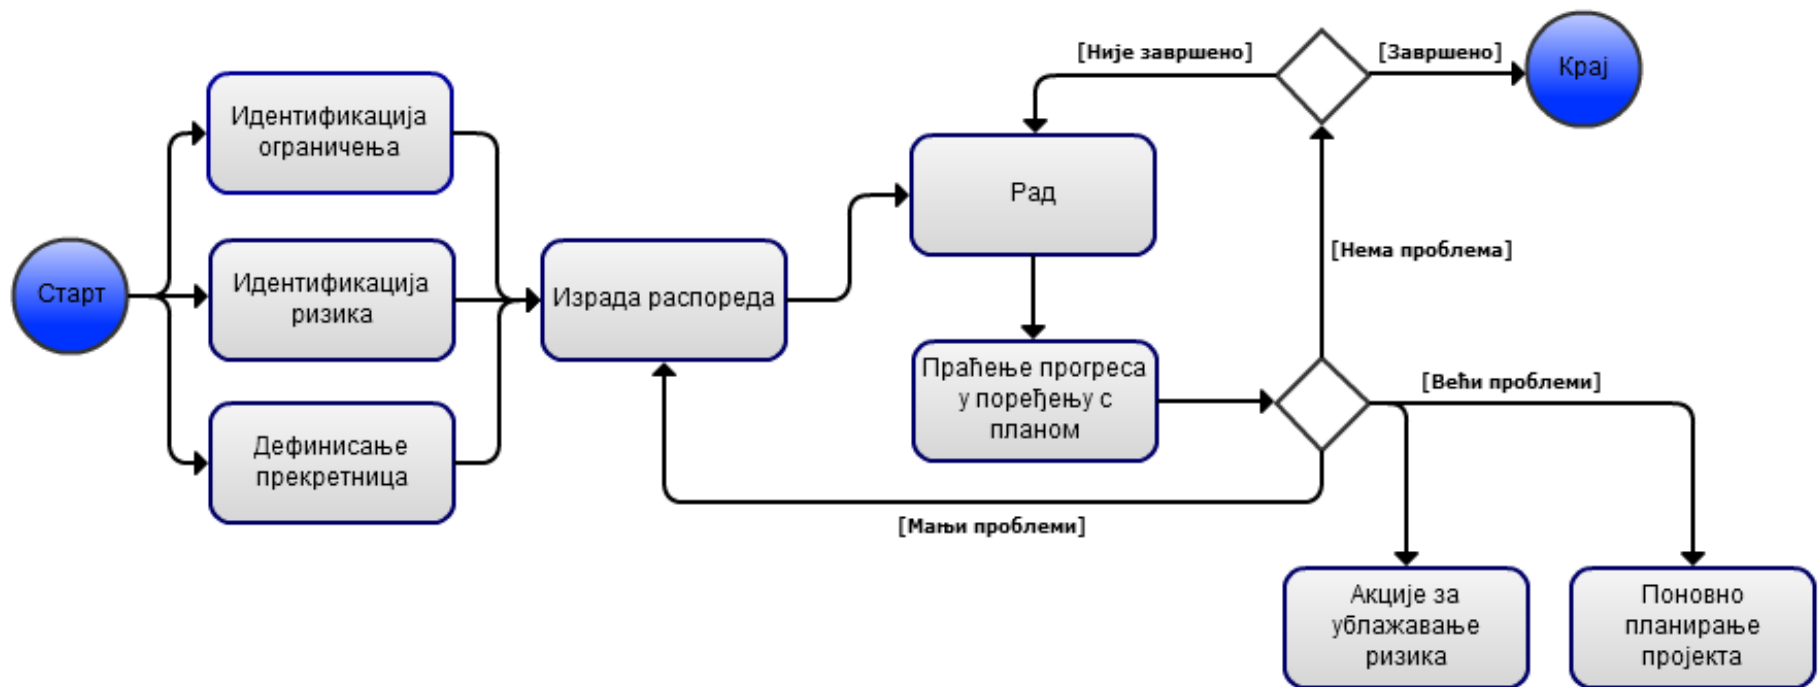 [Није завршено]
[Завршено]
Крај
Идентификација
ограничења
Рад
[Нема проблема]
Старт
Идентификација
ризика
Израда распореда
Праћење прогреса
у поређењу с
планом
[Већи проблеми]
Дефинисање
прекретница
[Мањи проблеми]
Акције за
ублажавање
ризика
Поновно
планирање
пројекта